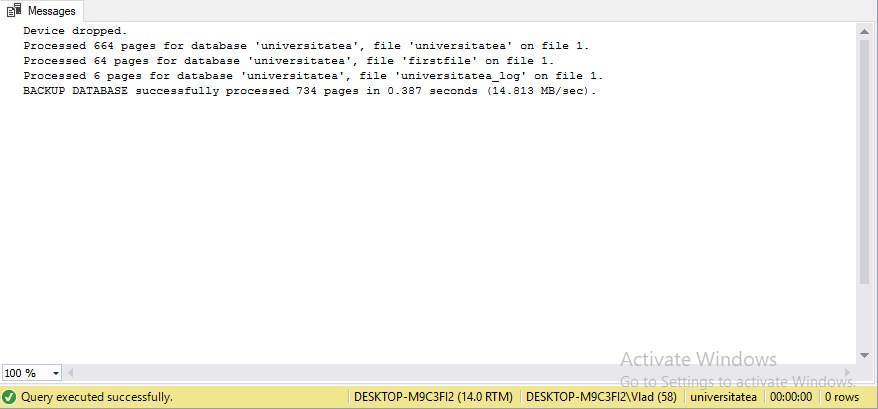 Messages
Device dropped.
Processed 664 pages for database 'universitatea', file 'universitatea' on file 1.
Processed 64 pages for database 'universitatea', file 'firstfile' on file 1.
Processed 6 pages for database 'universitatea', file 'universitatea_log' on file 1.
BACKUP DATABASE successfully processed 734 pages in 0.387 seconds (14.813 MB/sec).
Activate Windows
100 %
Go to Settings to activate Windows.
Query executed successfully. DESKTOP-M9C3FI2 (14.0 RTM) DESKTOP-M9C3FI2\Vlad (58) universitatea 00:00:00 0 rows